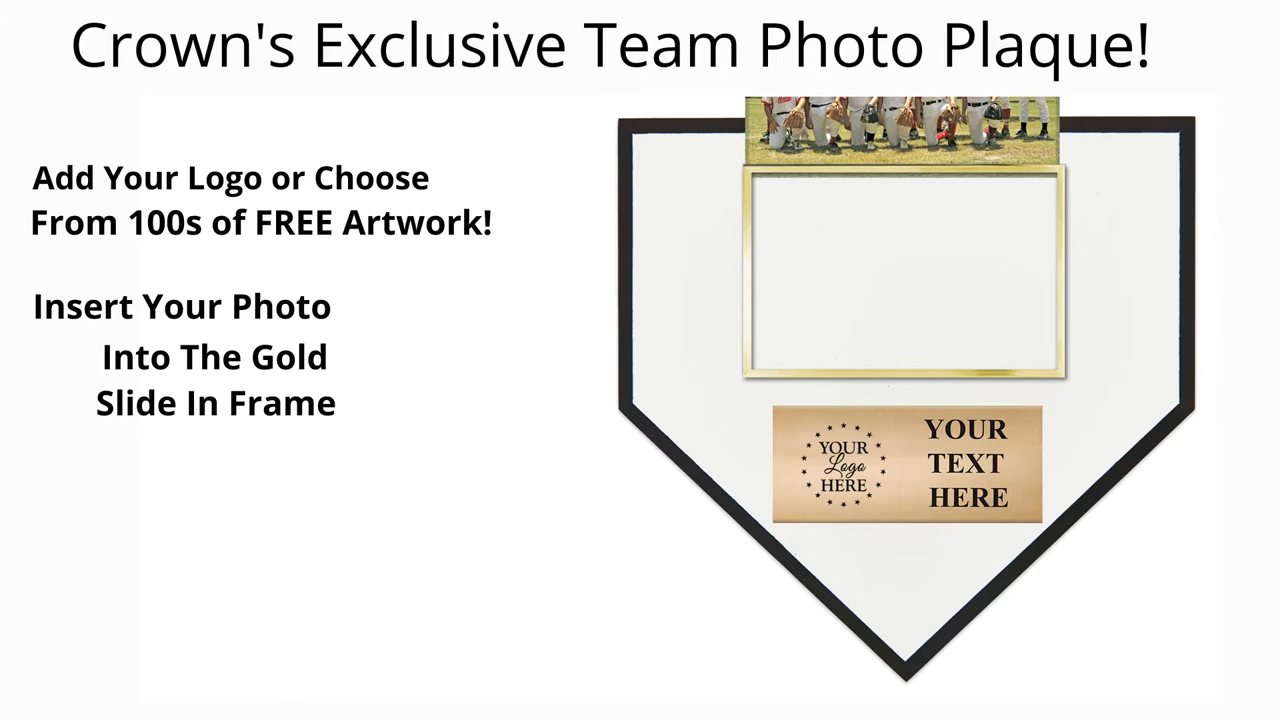 Crown's Exclusive Team Photo Plaque!
Add Your Logo or Choose
From 100s of FREE Artwork!
Insert Your Photo
Into The Gold
Slide In Frame
YOUR
Logo
HERE
YOUR
TEXT
HERE